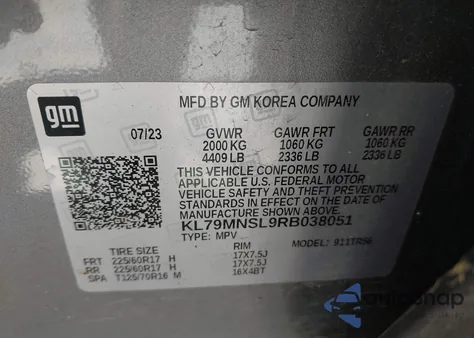 gm
MFD BY GM KOREA COMPANY
07/23 GVWR GAWR FRT GAWR RR
2000 KG 1060 KG 1060 KG
4409 LB 2336 LB 2336 LB
THIS VEHICLE CONFORMS TO ALL
APPLICABLE U.S. FEDERAL MOTOR
VEHICLE SAFETY AND THEFT PREVENTION
STANDARDS IN EFFECT ON THE DATE OF
MANUFACTURE SHOWN ABOVE.
KL79MNSL9RB038051
TYPE: MPV MODEL: 911TR56
TIRE SIZE RIM
FRT 225/60R17 H 17X7.5J
RR 225/60R17 H 17X7.5J
SPA T125/70R16 M 16X4BT
autosnap